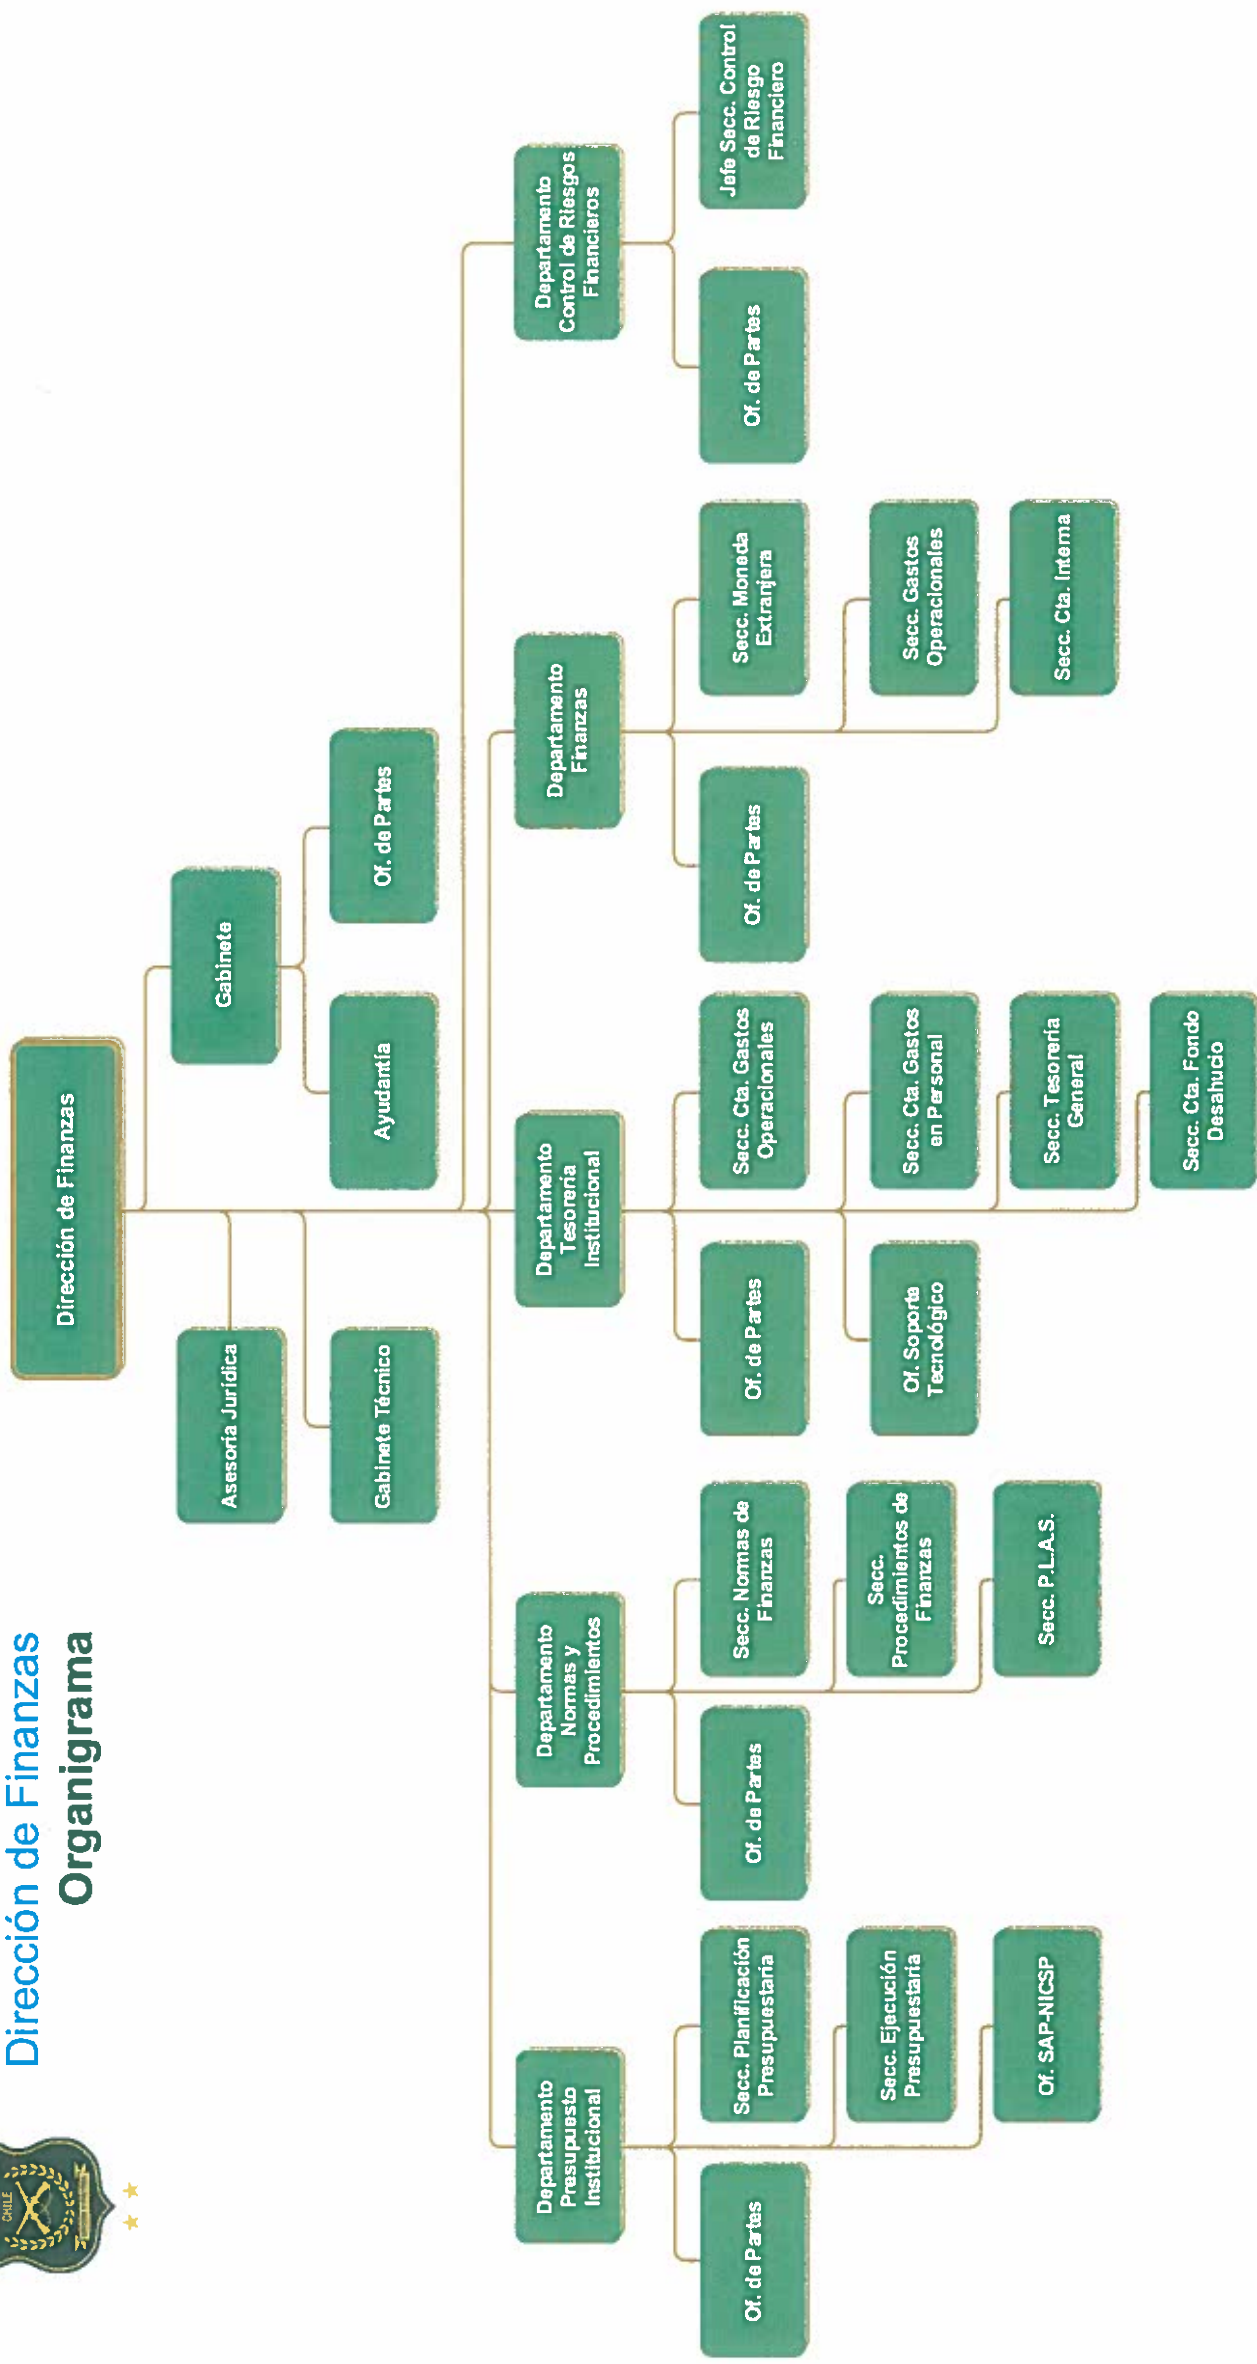 Dirección de Finanzas
Organigrama
CHILE
Dirección de Finanzas
Asesoría Jurídica
Gabinete
Gabinete Técnico
Ayudantía
Of. de Partes
Departamento
Presupuesto
Institucional
Of. de Partes
Secc. Planificación
Presupuestaria
Secc. Ejecución
Presupuestaria
Of. SAP-NICSP
Departamento
Normas y
Procedimientos
Of. de Partes
Secc. Normas de
Finanzas
Secc.
Procedimientos de
Finanzas
Secc. P.L.A.S.
Departamento
Tesorería
Institucional
Of. de Partes
Secc. Cta. Gastos
Operacionales
Of. Soporte
Tecnológico
Secc. Cta. Gastos
en Personal
Secc. Tesorería
General
Secc. Cta. Fondo
Desahucio
Departamento
Finanzas
Of. de Partes
Secc. Moneda
Extranjera
Secc. Gastos
Operacionales
Secc. Cta. Interna
Departamento
Control de Riesgos
Financieros
Of. de Partes
Jefe Secc. Control
de Riesgo
Financiero